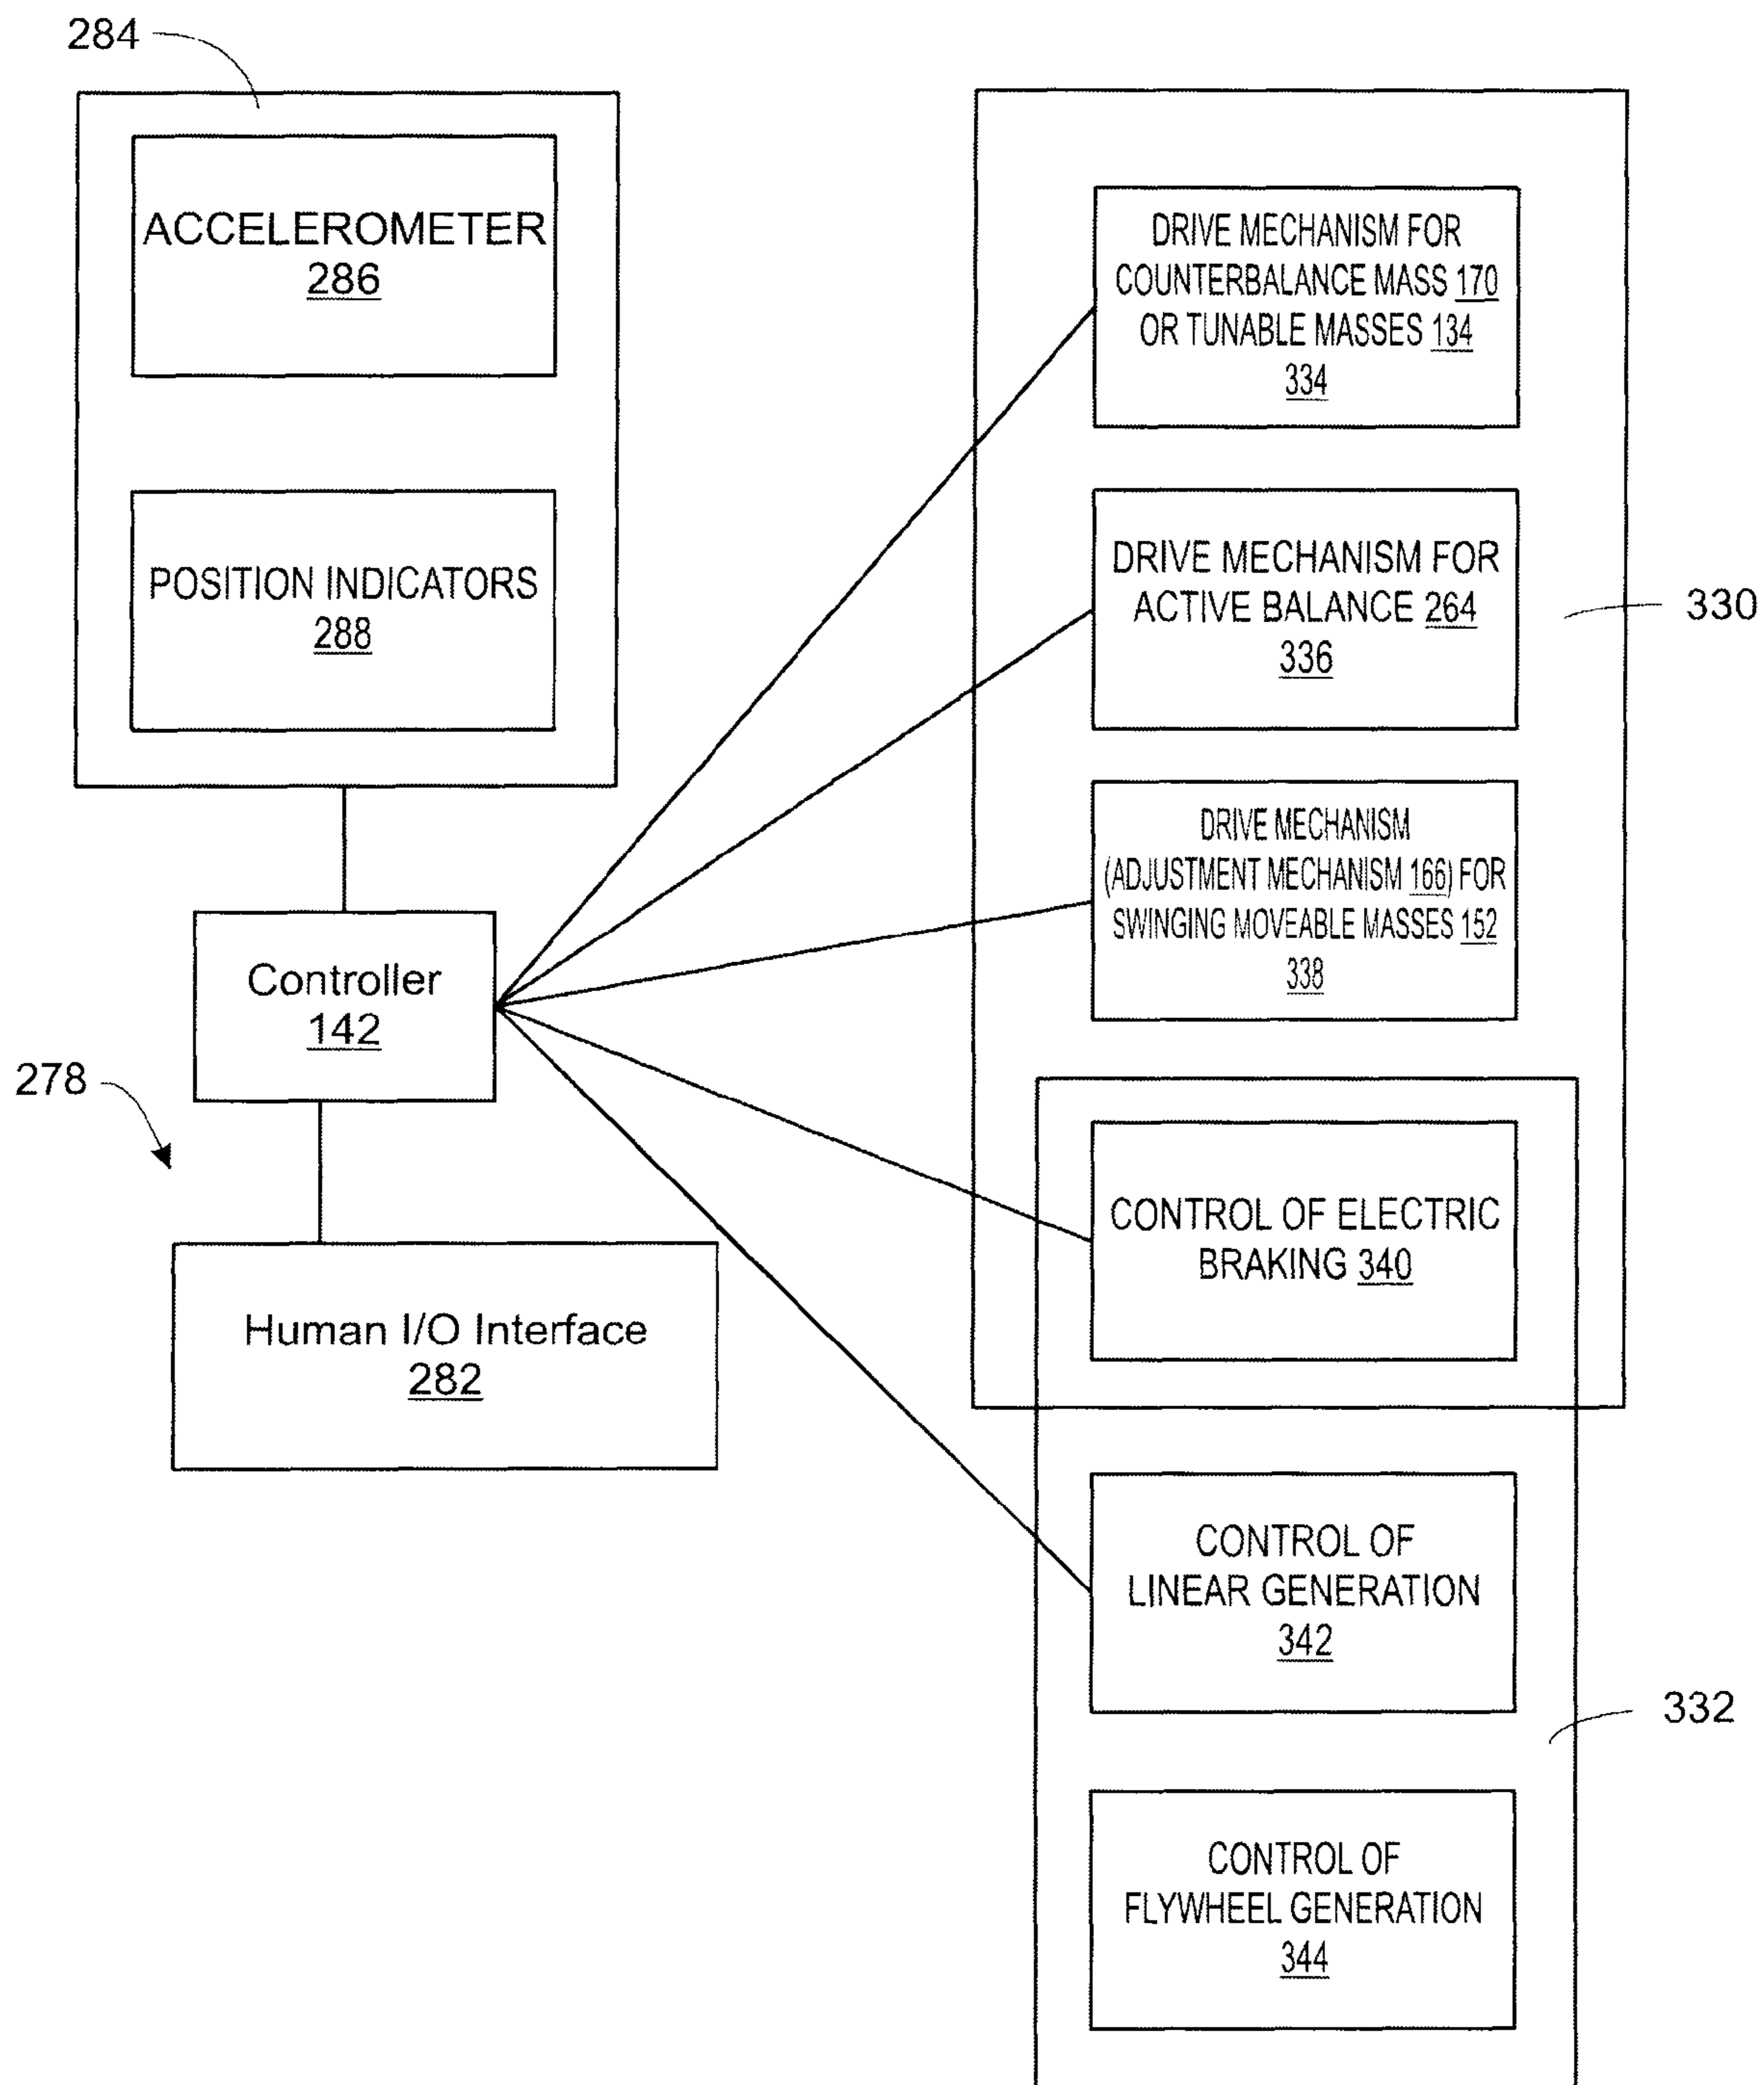 284
ACCELEROMETER
286
POSITION INDICATORS
288
Controller
142
278
Human I/O Interface
282
DRIVE MECHANISM FOR
COUNTERBALANCE MASS 170
OR TUNABLE MASSES 134
334
DRIVE MECHANISM FOR
ACTIVE BALANCE 264
336
330
DRIVE MECHANISM
(ADJUSTMENT MECHANISM 166) FOR
SWINGING MOVEABLE MASSES 152
338
CONTROL OF ELECTRIC
BRAKING 340
CONTROL OF
LINEAR GENERATION
342
332
CONTROL OF
FLYWHEEL GENERATION
344